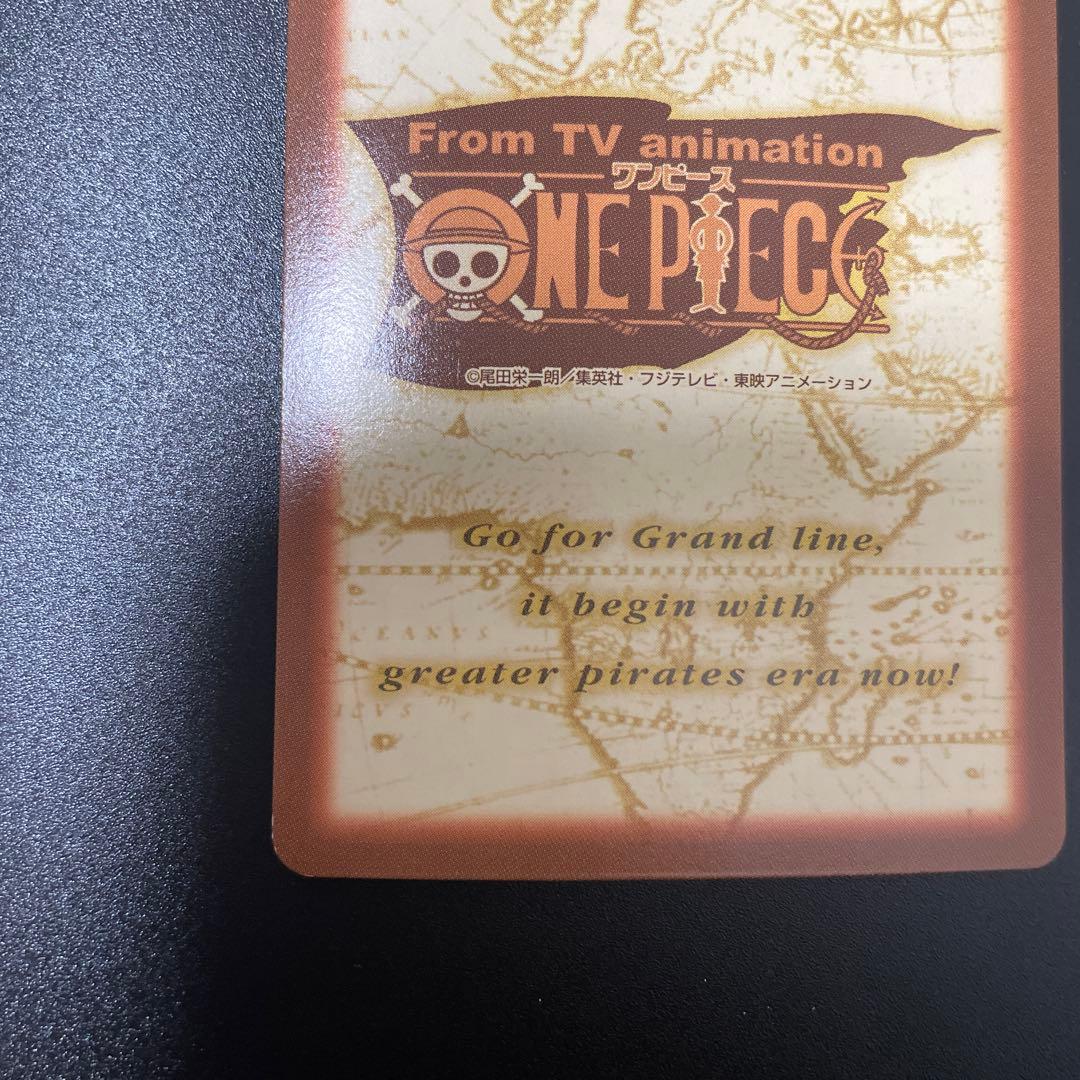 From TV animation
ワンピース
ONE PIECE
©尾田栄一朗／集英社・フジテレビ・東映アニメーション
Go for Grand line,
it begin with
OCEANVS
greater pirates era now!